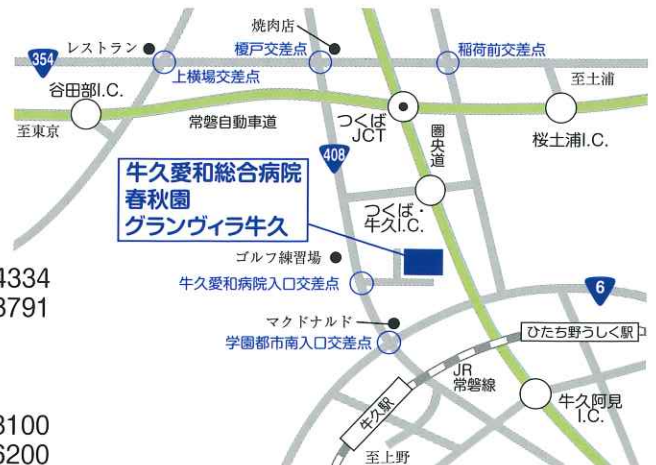 焼肉店
レストラン
354
榎戸交差点
稲荷前交差点
上横場交差点
至土浦
谷田部I.C.
至東京
常磐自動車道
つくば
JCT
圏央道
桜土浦I.C.
408
牛久愛和総合病院
春秋園
グランヴィラ牛久
つくば・
牛久I.C.
ゴルフ練習場
牛久愛和病院入口交差点
6
マクドナルド
学園都市南入口交差点
ひたち野うしく駅
JR
常磐線
牛久駅
牛久阿見
I.C.
至上野
4334
3791
3100
6200